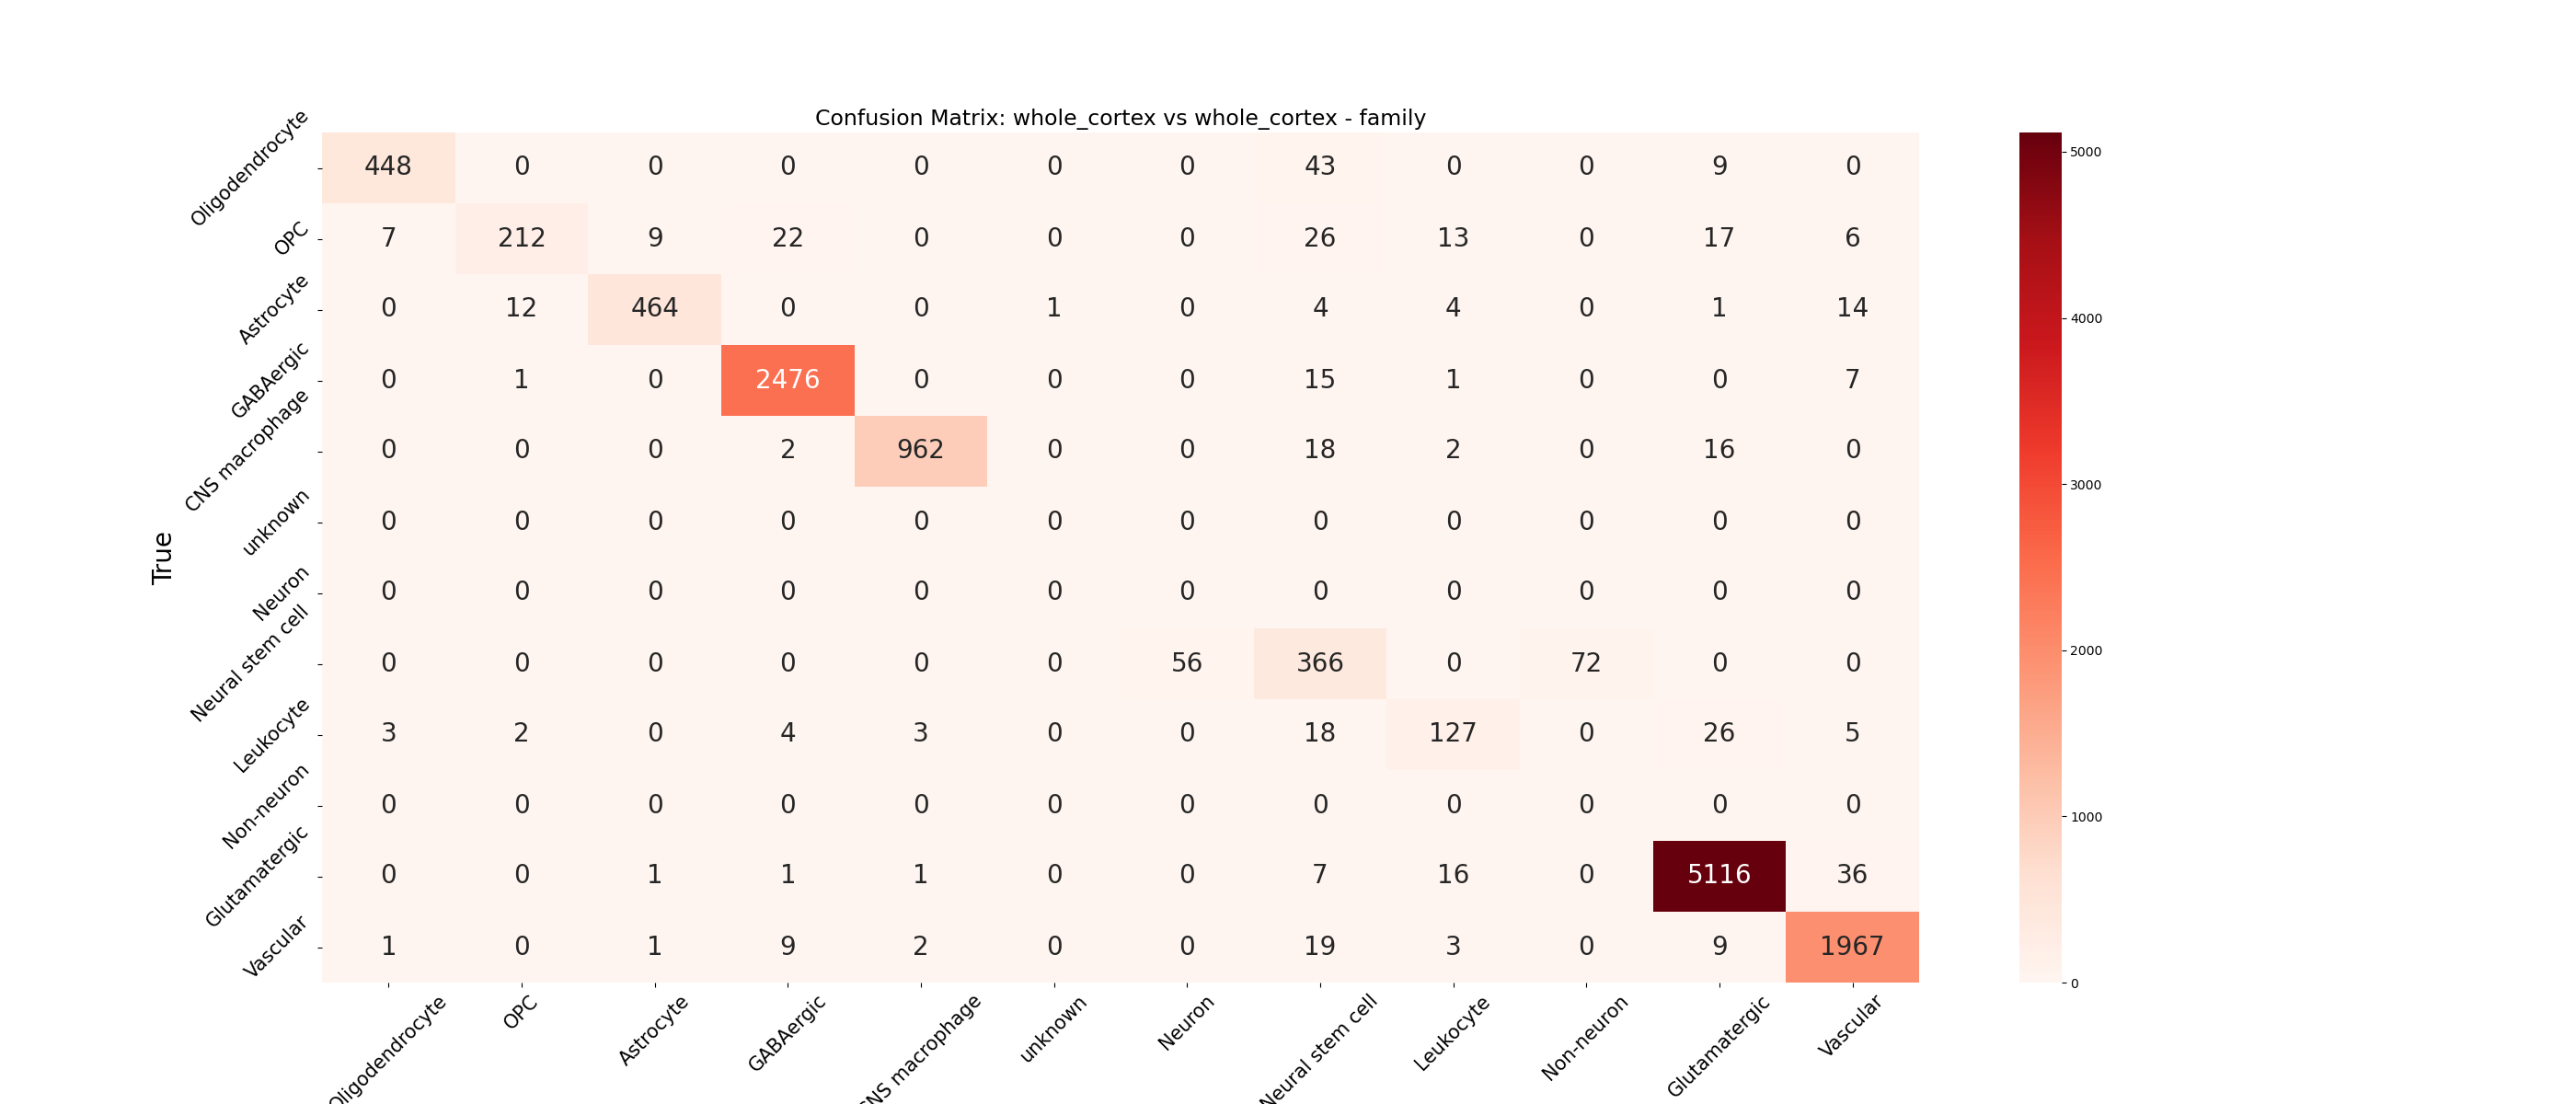 Confusion Matrix: whole_cortex vs whole_cortex - family
True
Oligodendrocyte 448 0 0 0 0 0 0 43 0 0 9 0
OPC 7 212 9 22 0 0 0 26 13 0 17 6
Astrocyte 0 12 464 0 0 1 0 4 4 0 1 14
GABAergic 0 1 0 2476 0 0 0 15 1 0 0 7
CNS macrophage 0 0 0 2 962 0 0 18 2 0 16 0
unknown 0 0 0 0 0 0 0 0 0 0 0 0
Neuron 0 0 0 0 0 0 0 0 0 0 0 0
Neural stem cell 0 0 0 0 0 0 56 366 0 72 0 0
Leukocyte 3 2 0 4 3 0 0 18 127 0 26 5
Non-neuron 0 0 0 0 0 0 0 0 0 0 0 0
Glutamatergic 0 0 1 1 1 0 0 7 16 0 5116 36
Vascular 1 0 1 9 2 0 0 19 3 0 9 1967
Oligodendrocyte OPC Astrocyte GABAergic CNS macrophage unknown Neuron Neural stem cell Leukocyte Non-neuron Glutamatergic Vascular
5000
4000
3000
2000
1000
0